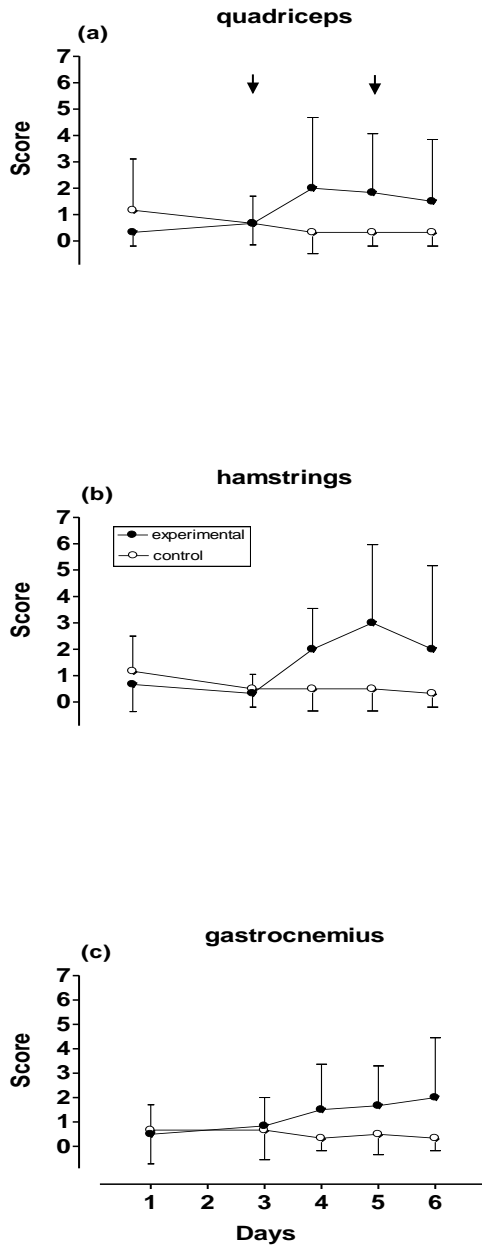 quadriceps
(a)
7
6
5
4
3
2
1
0
Score
hamstrings
(b)
7
6
5
4
3
2
1
0
Score
experimental
control
gastrocnemius
(c)
7
6
5
4
3
2
1
0
Score
1 2 3 4 5 6
Days